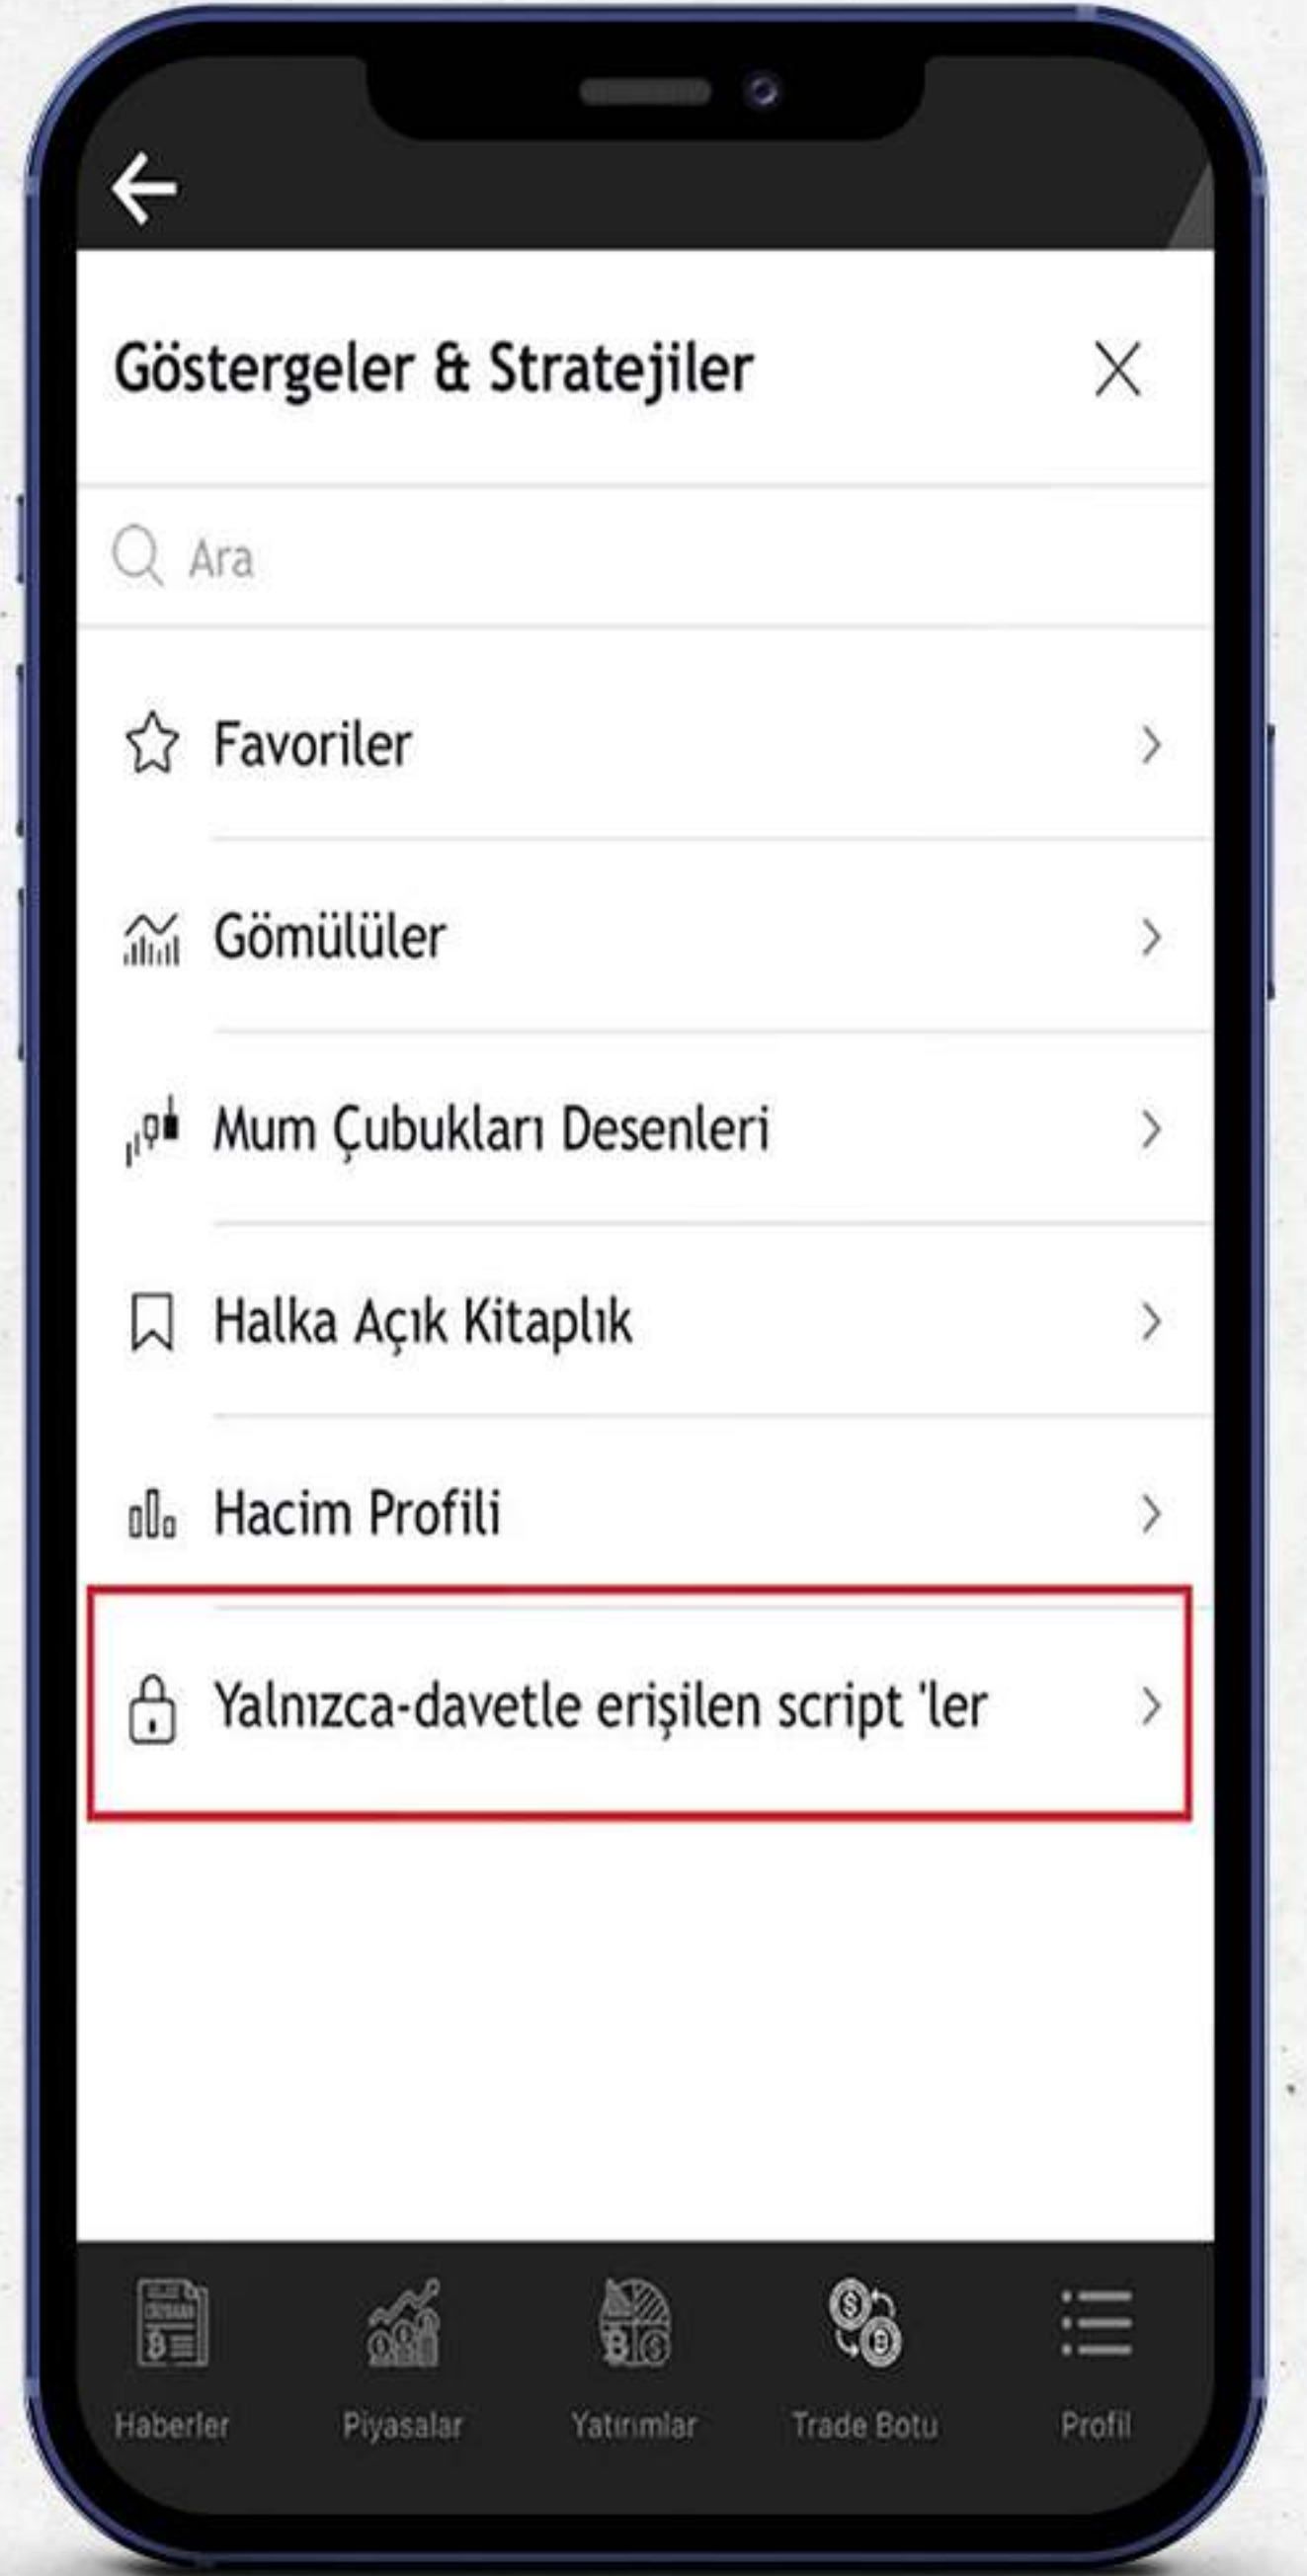 Göstergeler & Stratejiler
Ara
Favoriler
Gömülüler
Mum Çubukları Desenleri
Halka Açık Kitaplık
Hacim Profili
Yalnızca-davetle erişilen script 'ler
Haberler
Piyasalar
Yatırımlar
Trade Botu
Profil